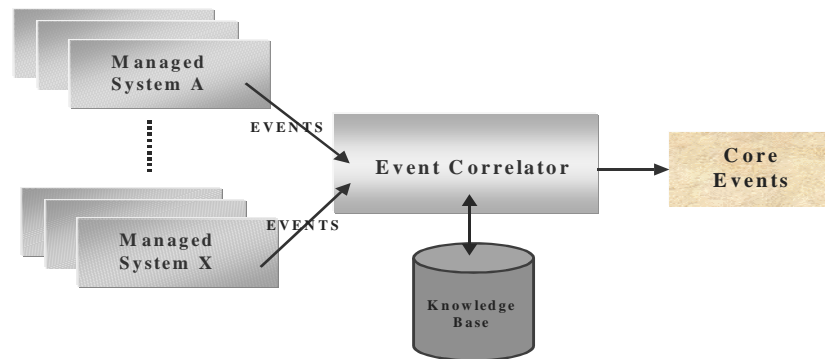 Managed
System A
EVENTS
Event Correlator
Core
Events
EVENTS
Managed
System X
Knowledge
Base